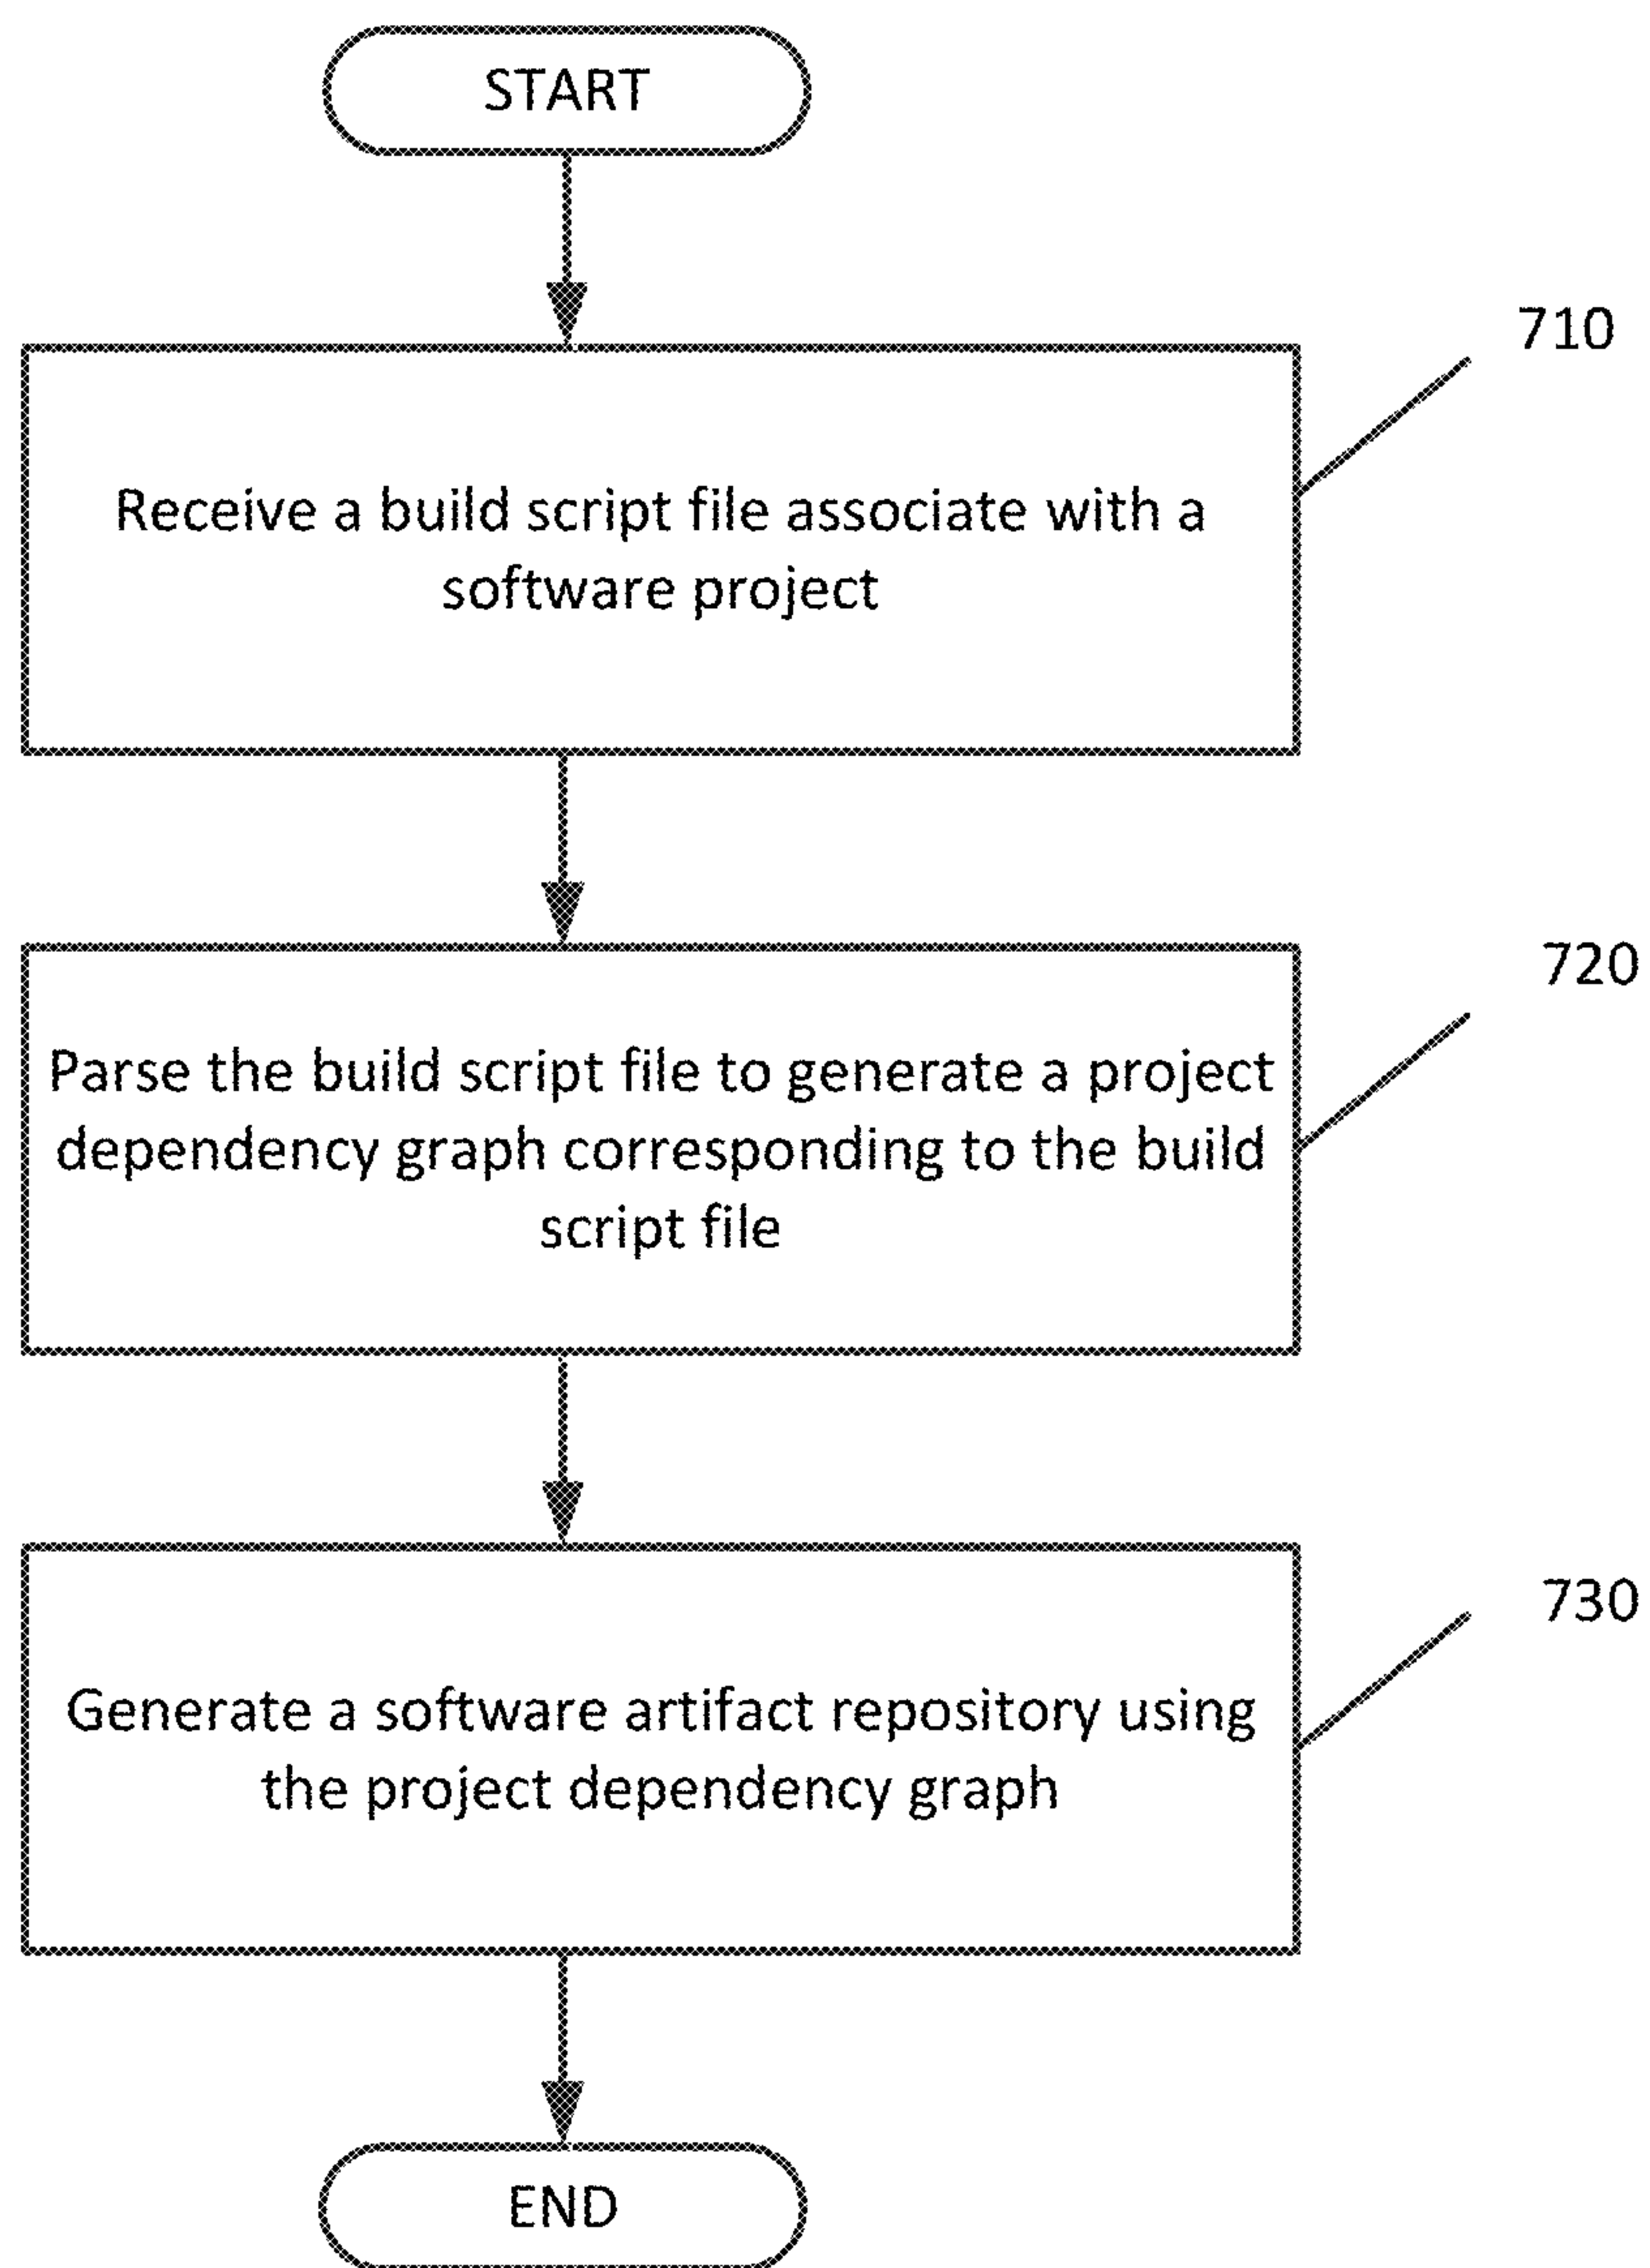 START
710
Receive a build script file associate with a
software project
720
Parse the build script file to generate a project
dependency graph corresponding to the build
script file
730
Generate a software artifact repository using
the project dependency graph
END